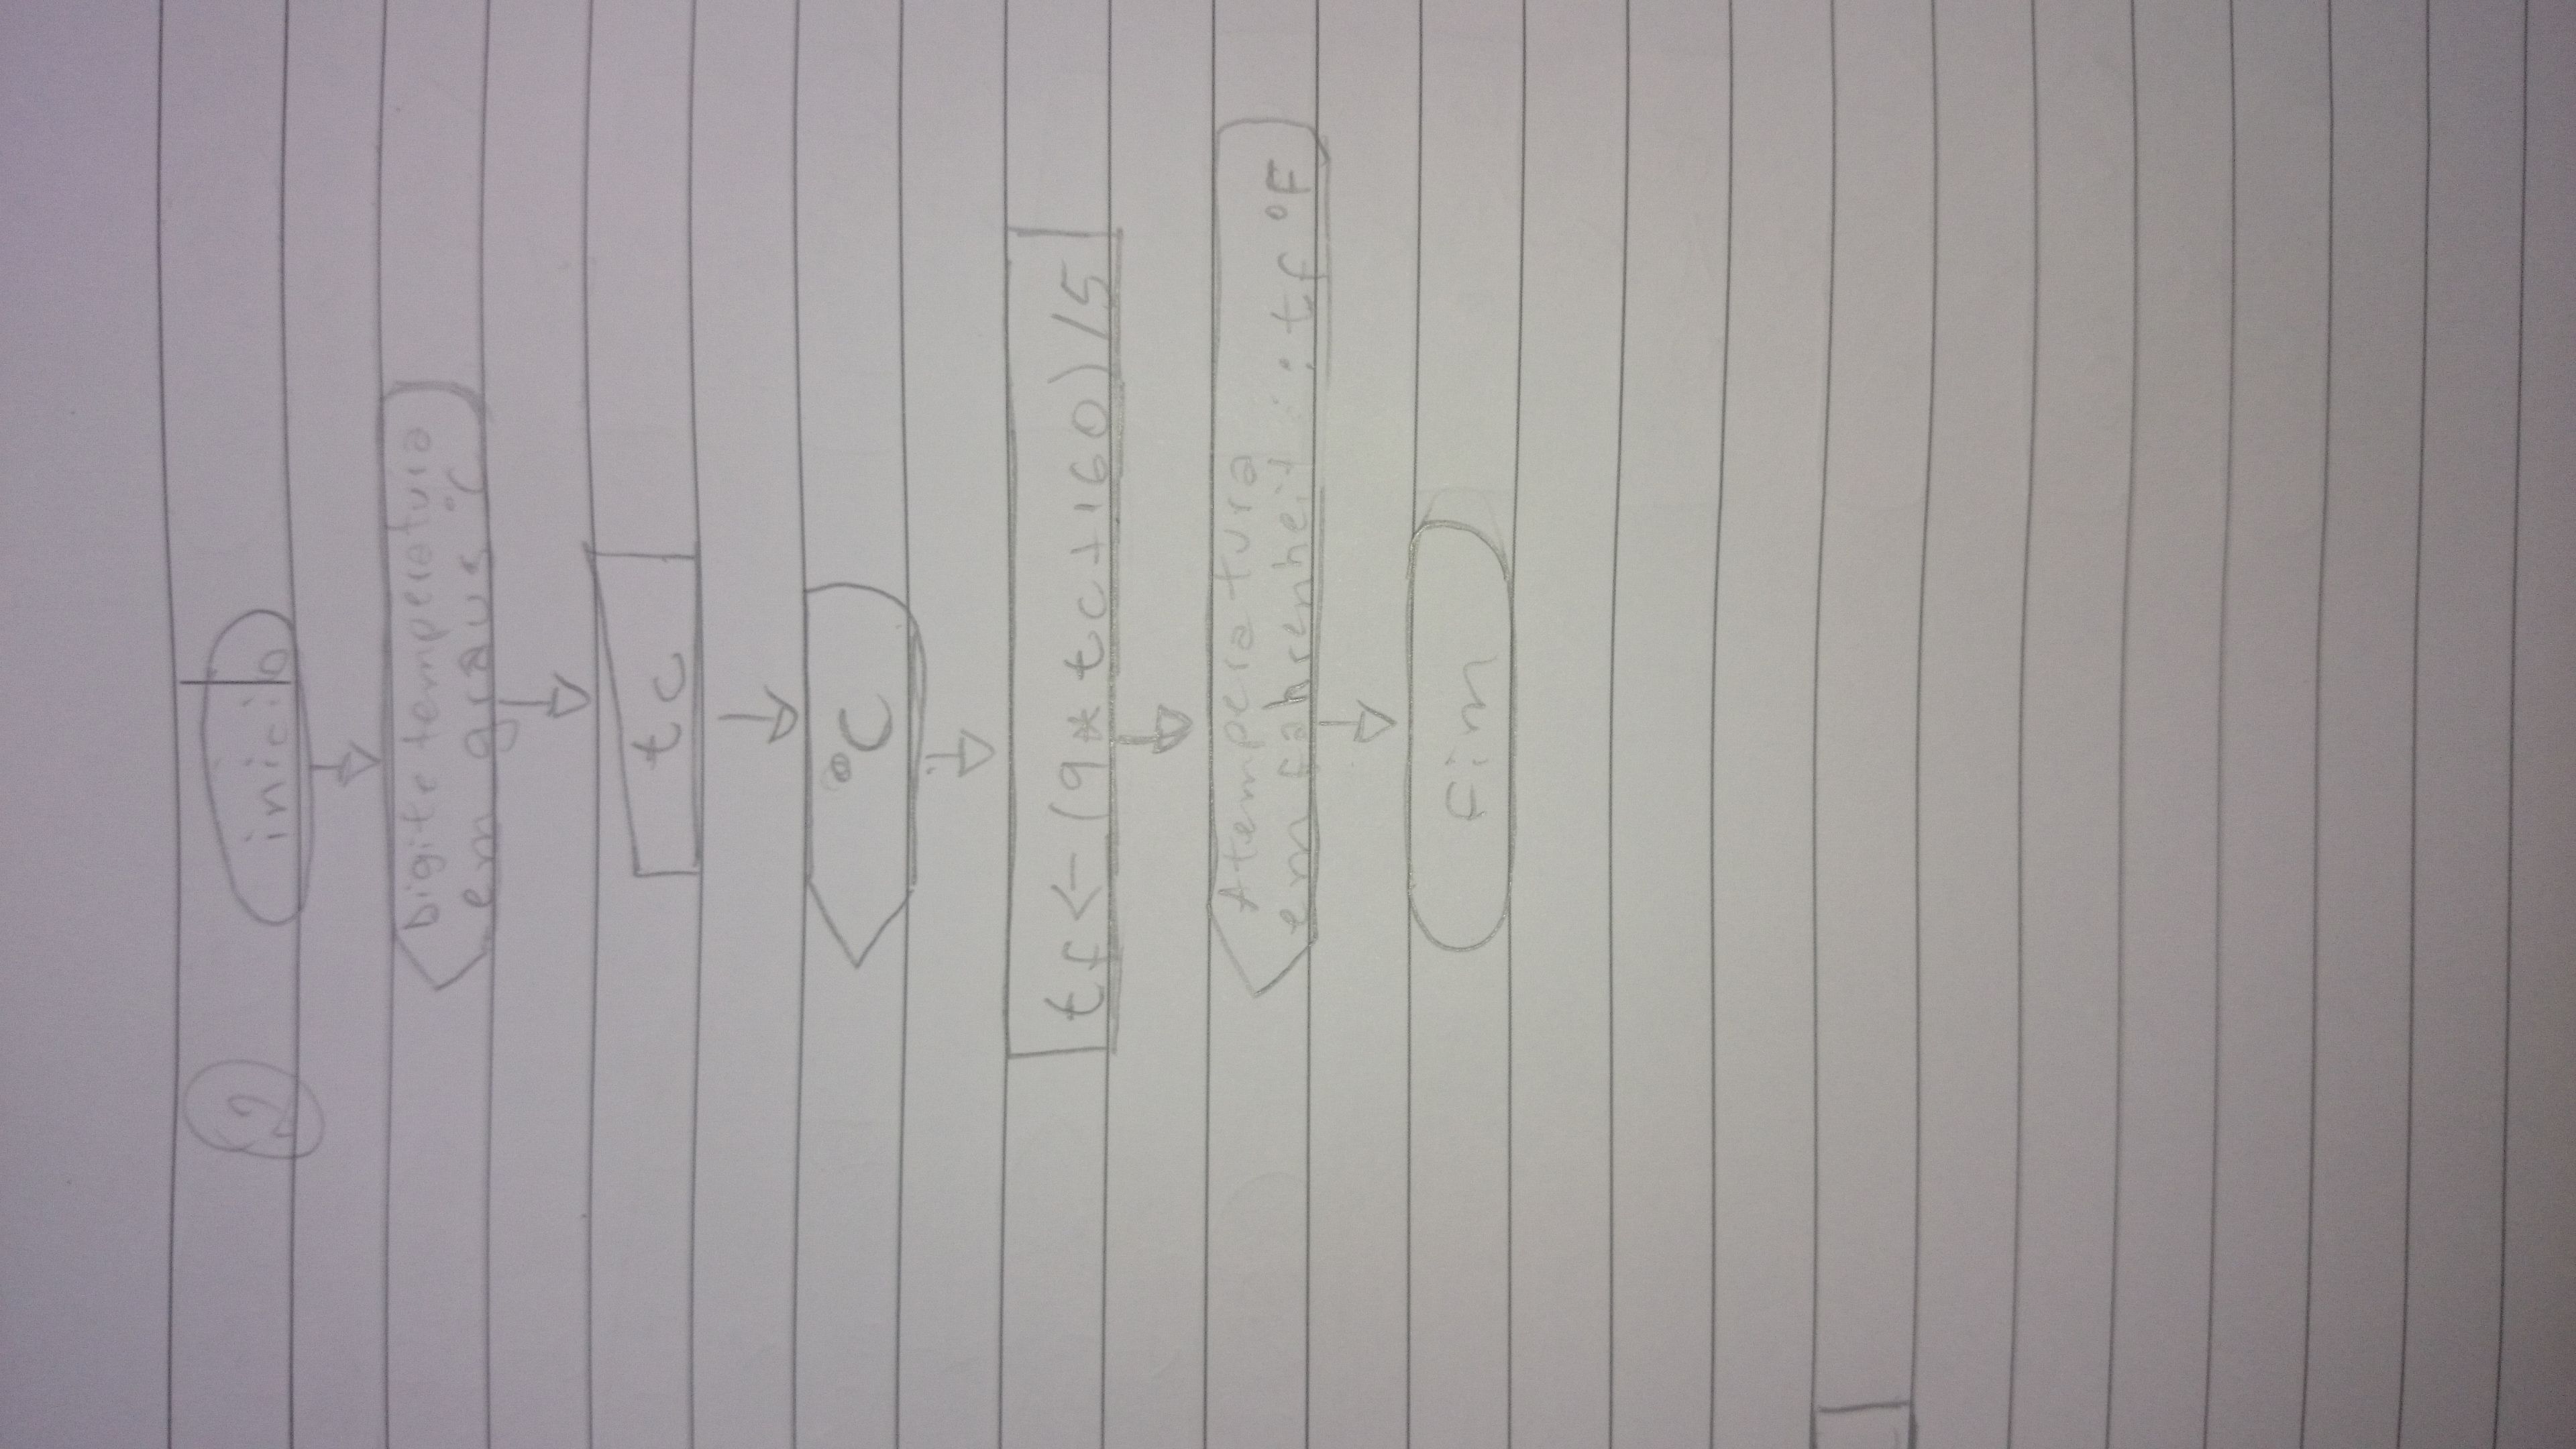 2
inicio
Digite temperatura
em graus °C
tc
°C
tf <- (9 * tc + 160) / 5
A temperatura
em Fahrenheit :: tf °F
Fim